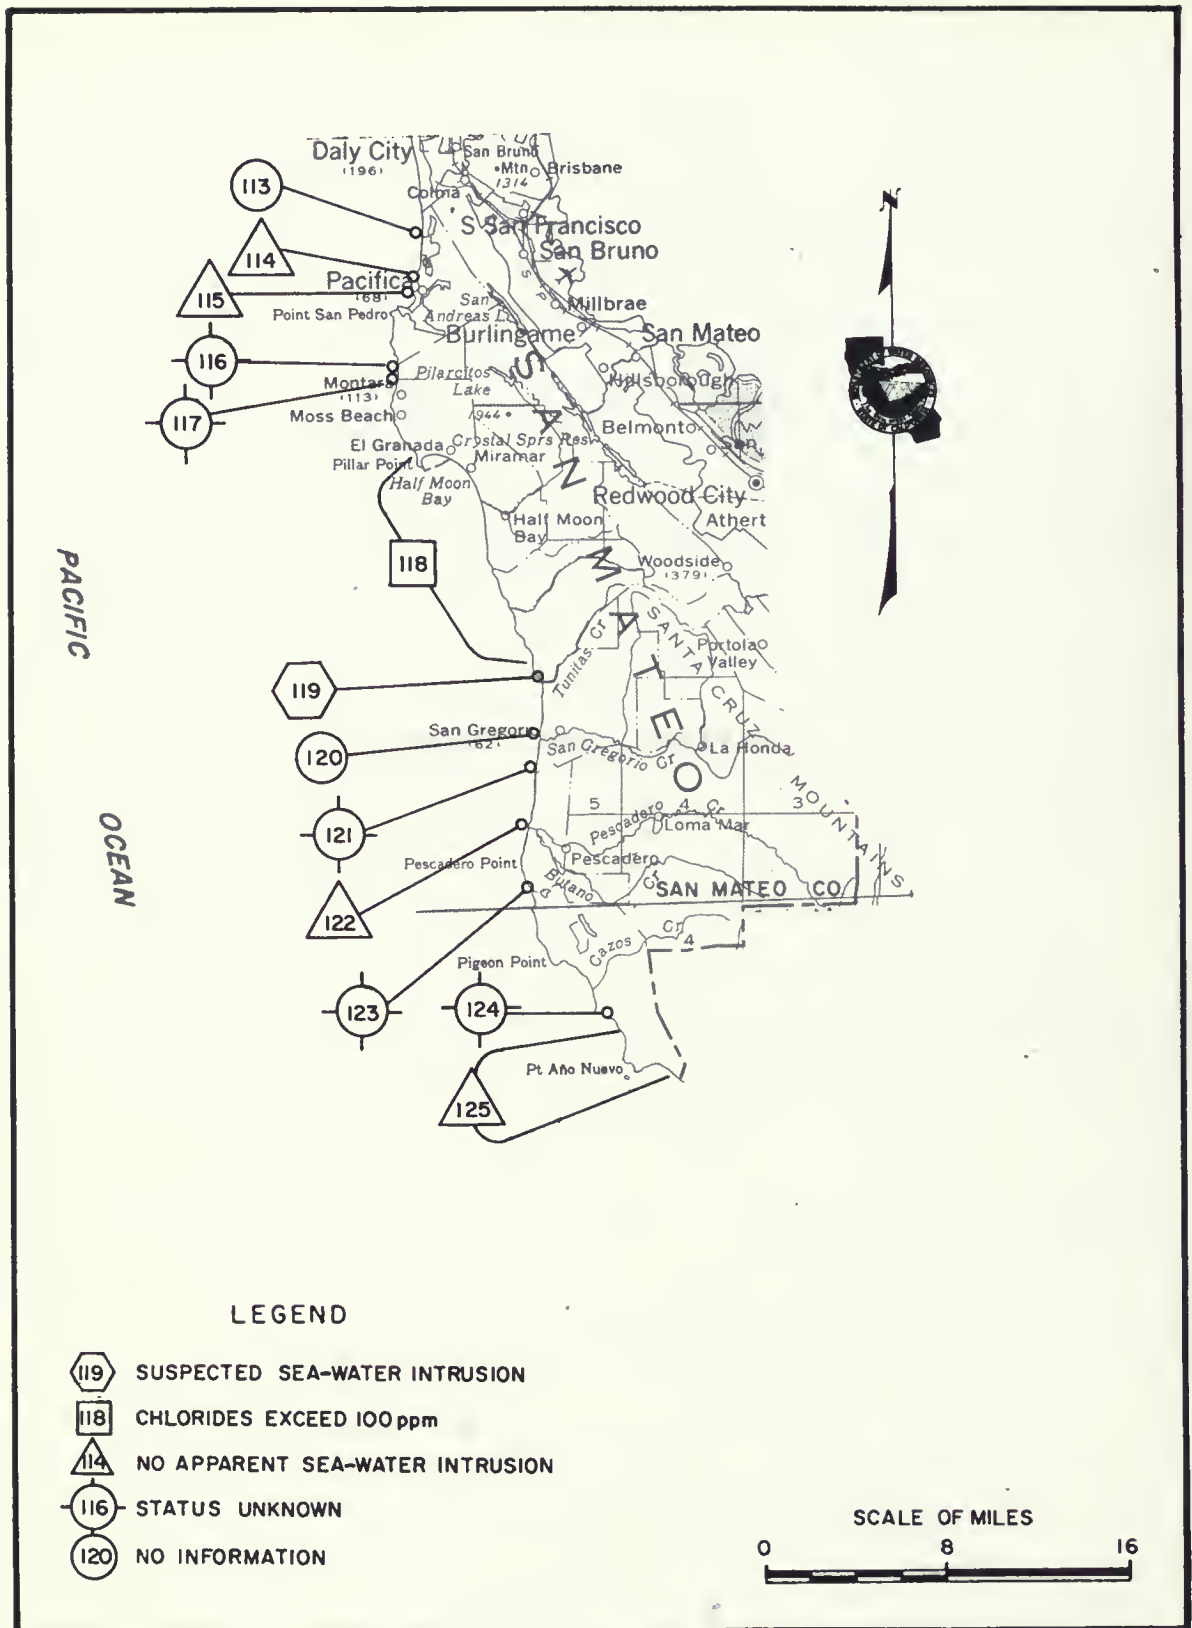 Daly City
(196)
San Bruno
Mtn
1314
Brisbane
Colma
113
S San Francisco
San Bruno
114
Pacifica
(68)
115
Point San Pedro
San
Andreas L
Millbrae
Burlingame
San Mateo
116
Montara
(113)
Pilarcitos
Lake
Hillsborough
117
Moss Beach
1944
Belmont
San
El Granada
Crystal Sprs Res
Pillar Point
Miramar
Half Moon
Bay
Redwood City
Half Moon
Bay
Athert
118
Woodside
(379)
PACIFIC
OCEAN
SAN MATEO
SANTA CRUZ MOUNTAINS
Tunitas Cr
Portola
Valley
119
San Gregorio
(62)
San Gregorio Cr
La Honda
120
5
4
3
121
Pescadero Cr
Loma Mar
Pescadero Point
Pescadero
Butano Cr
SAN MATEO CO
122
Gazos Cr
4
Pigeon Point
123
124
Pt Año Nuevo
125
N
LEGEND
119 SUSPECTED SEA-WATER INTRUSION
118 CHLORIDES EXCEED 100 ppm
114 NO APPARENT SEA-WATER INTRUSION
116 STATUS UNKNOWN
120 NO INFORMATION
SCALE OF MILES
0 8 16